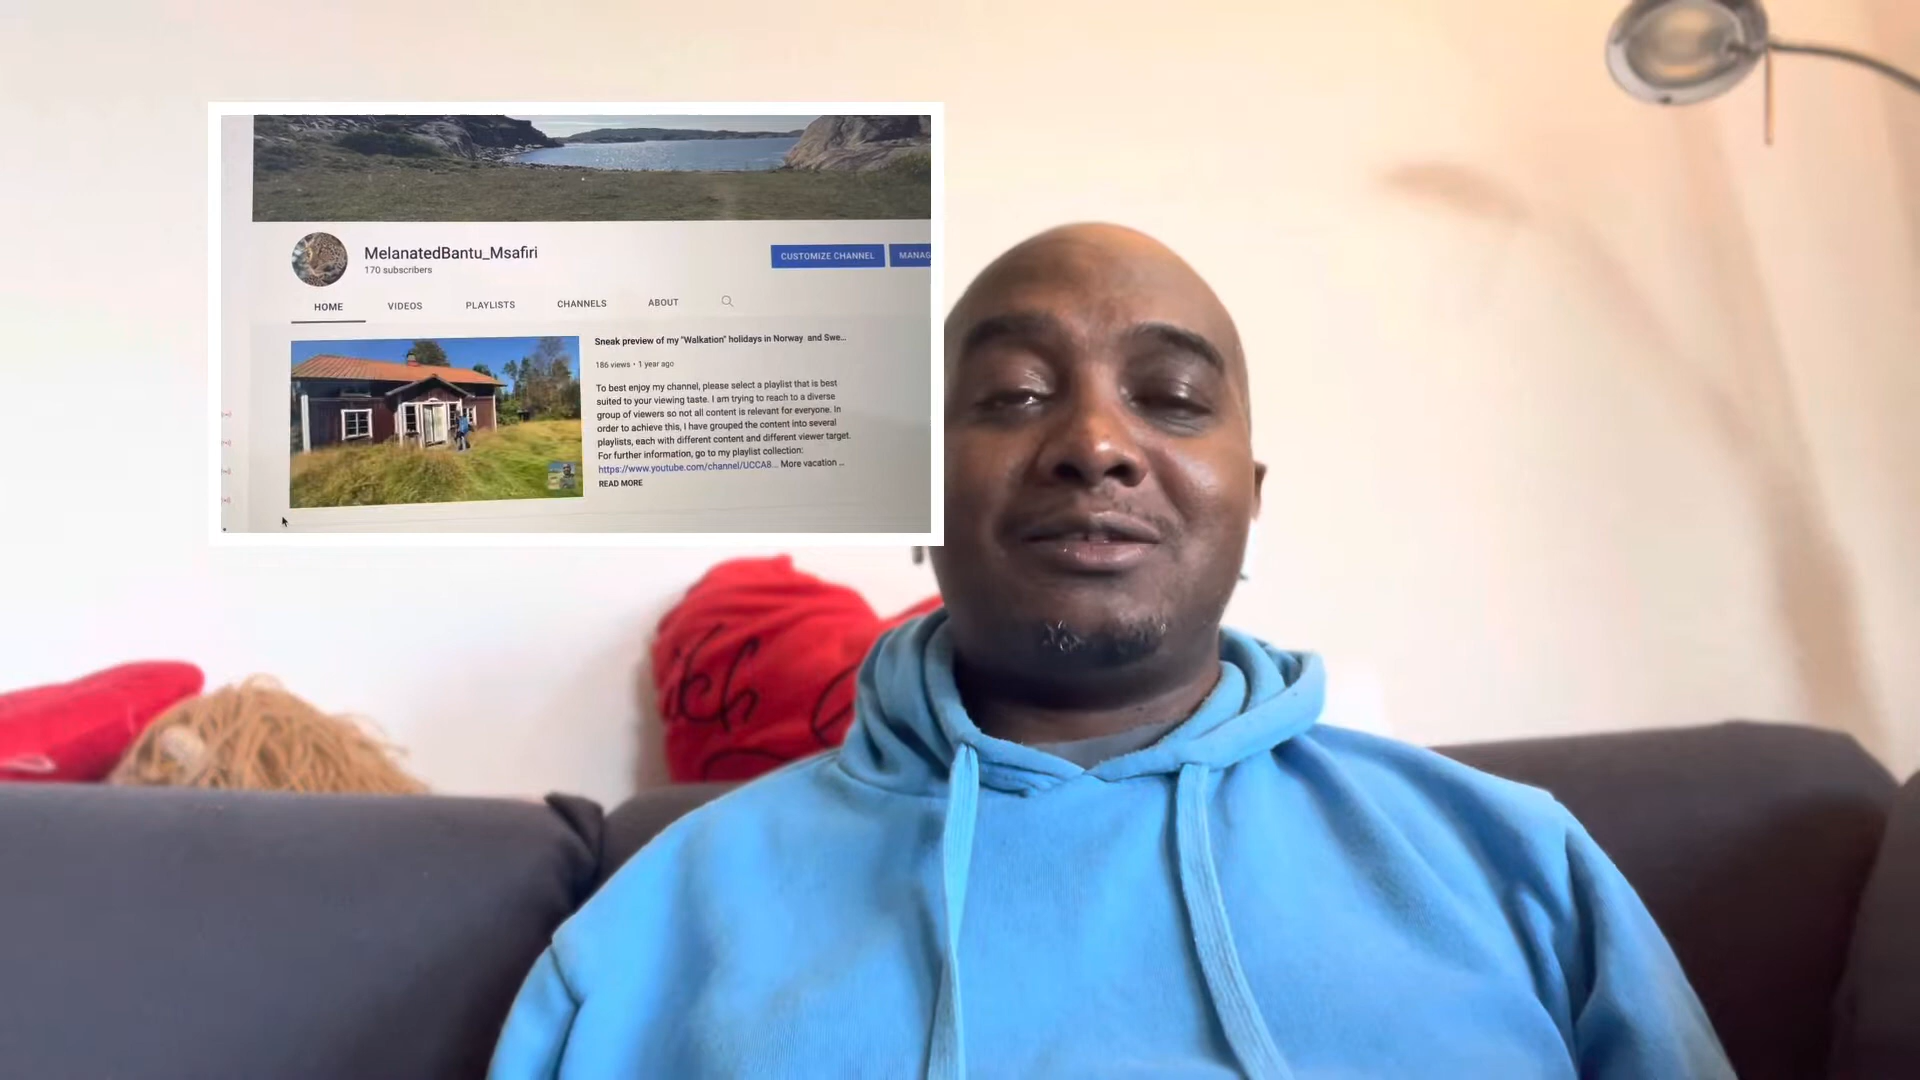 MelanatedBantu_Msafiri
170 subscribers
CUSTOMIZE CHANNEL
MANAG
HOME VIDEOS PLAYLISTS CHANNELS ABOUT
Sneak preview of my "Walkation" holidays in Norway and Swe...
186 views • 1 year ago
To best enjoy my channel, please select a playlist that is best
suited to your viewing taste. I am trying to reach to a diverse
group of viewers so not all content is relevant for everyone. In
order to achieve this, I have grouped the content into several
playlists, each with different content and different viewer target.
For further information, go to my playlist collection:
https://www.youtube.com/channel/UCCA8... More vacation ...
READ MORE
ich